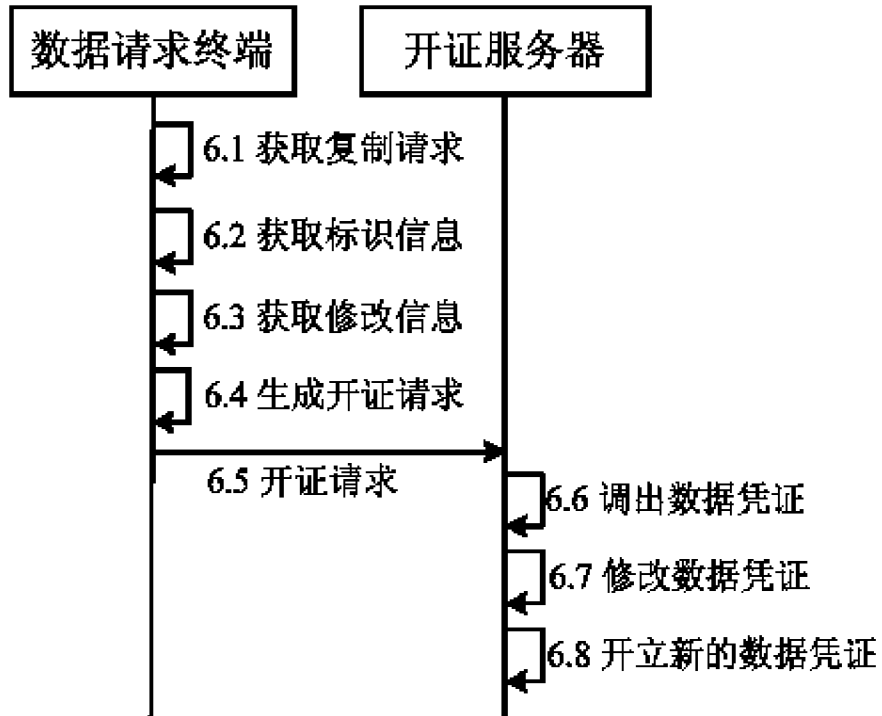 数据请求终端
开证服务器
6.1 获取复制请求
6.2 获取标识信息
6.3 获取修改信息
6.4 生成开证请求
6.5 开证请求
6.6 调出数据凭证
6.7 修改数据凭证
6.8 开立新的数据凭证